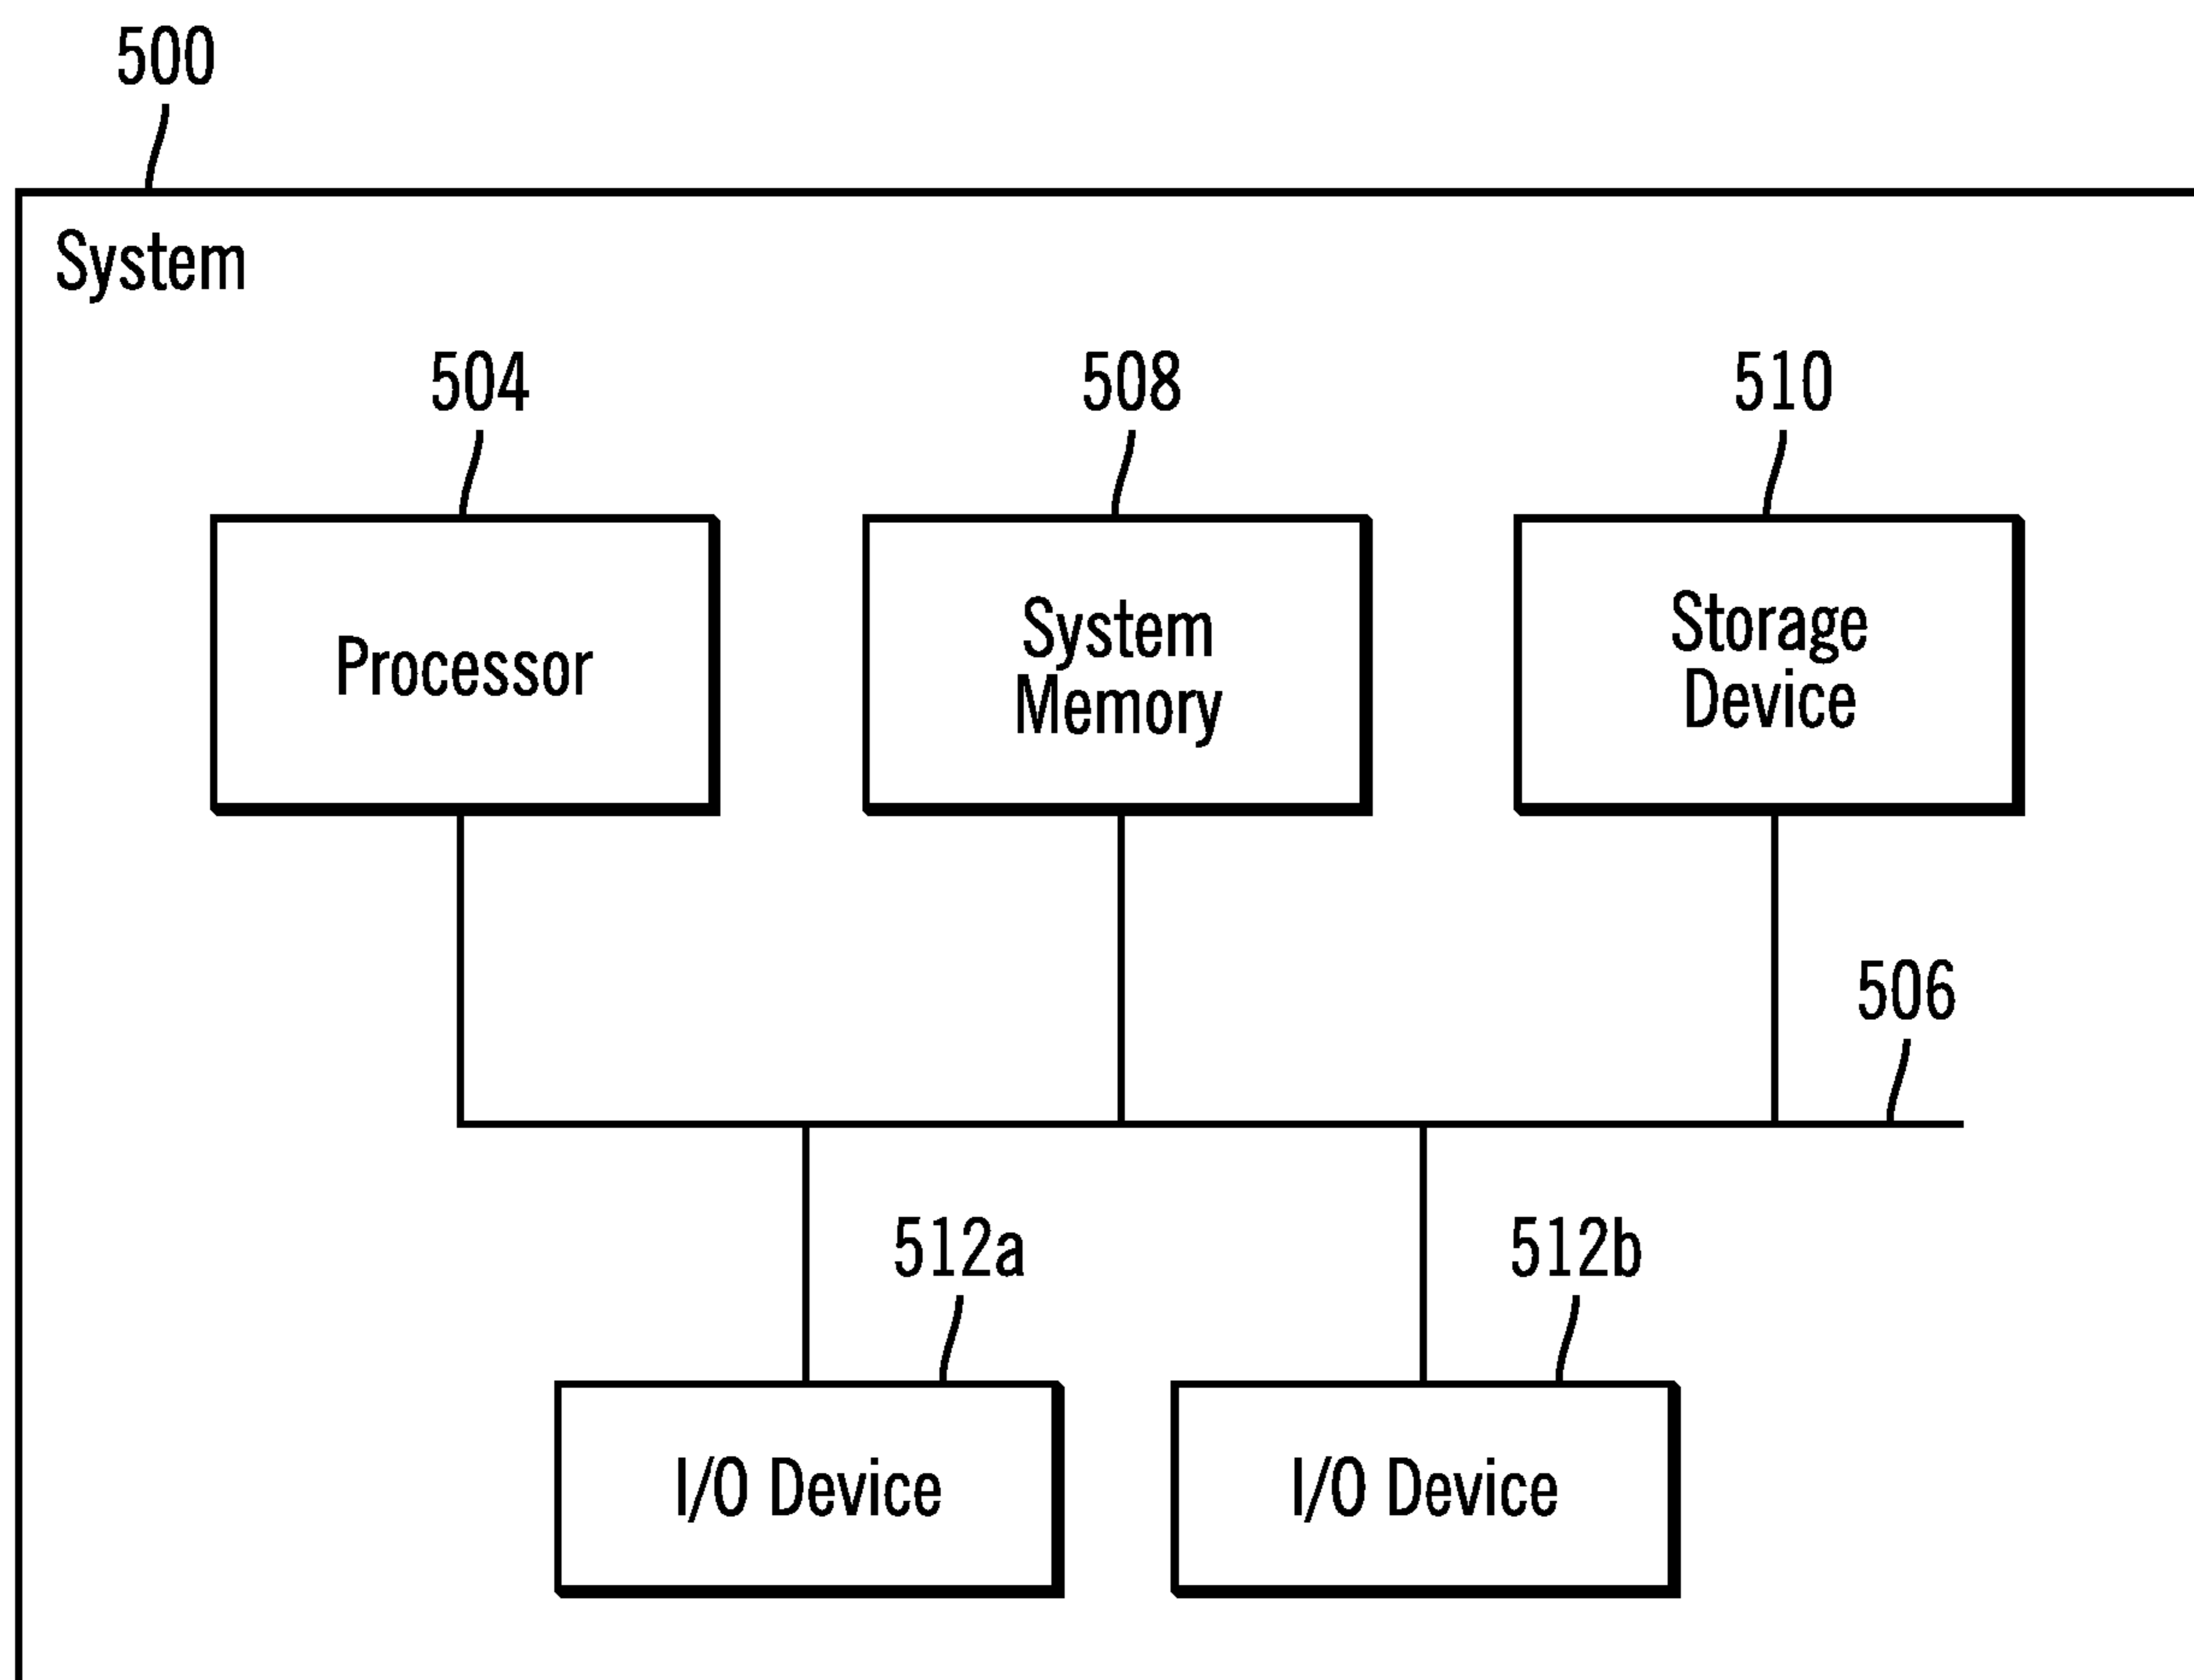 500
System
504
508
510
Processor
System
Memory
Storage
Device
506
512a
512b
I/O Device
I/O Device